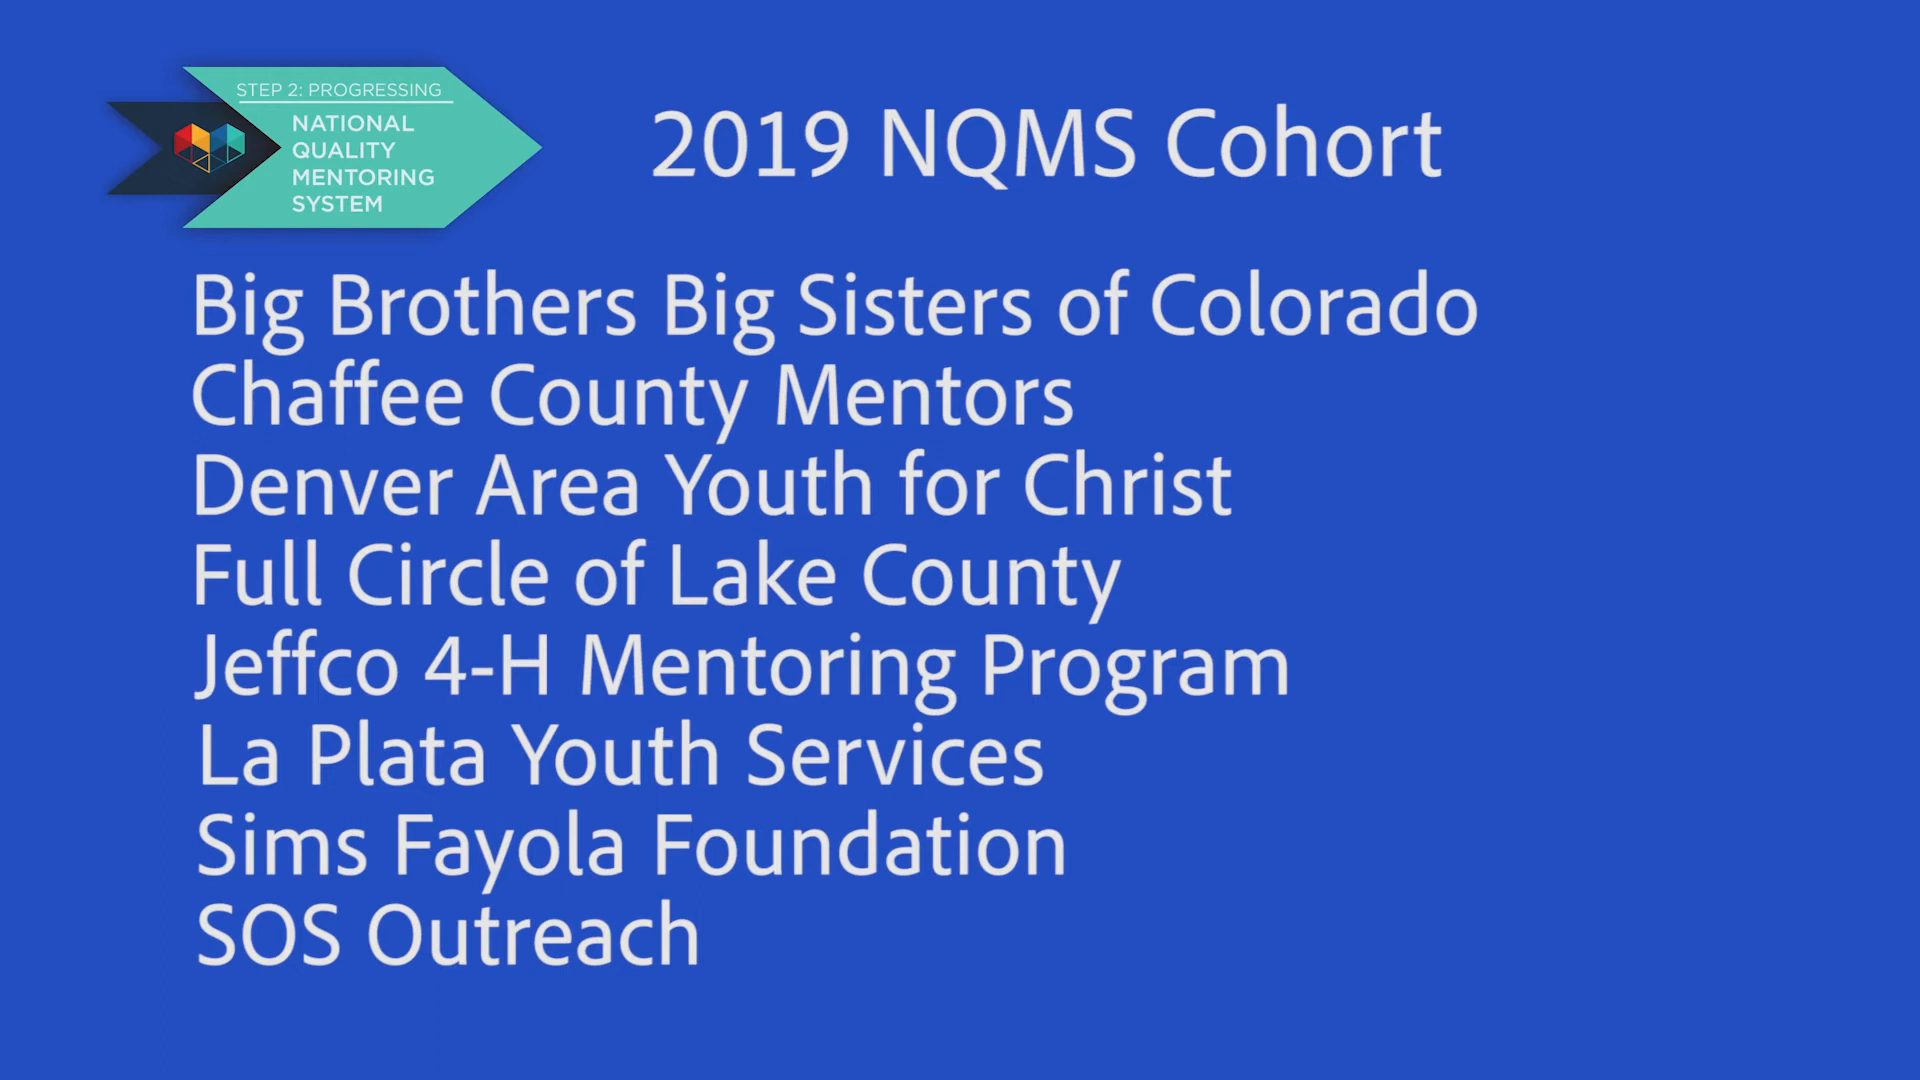 STEP 2: PROGRESSING
NATIONAL
QUALITY
MENTORING
SYSTEM
2019 NQMS Cohort
Big Brothers Big Sisters of Colorado
Chaffee County Mentors
Denver Area Youth for Christ
Full Circle of Lake County
Jeffco 4-H Mentoring Program
La Plata Youth Services
Sims Fayola Foundation
SOS Outreach